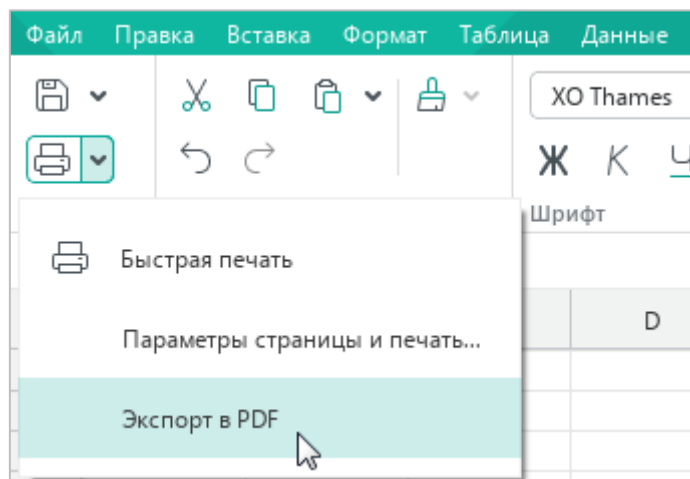 Файл Правка Вставка Формат Таблица Данные
XO Thames
Ж К Ч
Шрифт
Быстрая печать
D
Параметры страницы и печать...
Экспорт в PDF